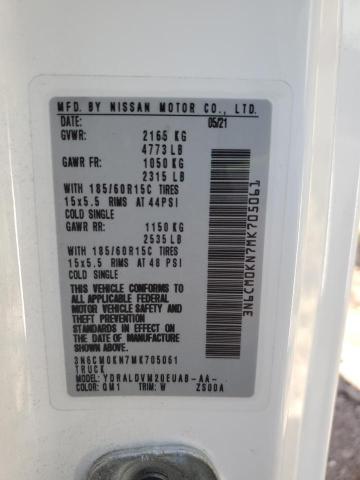 MFD. BY NISSAN MOTOR CO., LTD.
DATE: 05/21
GVWR: 2165 KG
4773 LB
GAWR FR: 1050 KG
2315 LB
WITH 185/60R15C TIRES
15x5.5 RIMS AT 44PSI
COLD SINGLE
GAWR RR: 1150 KG
2535 LB
WITH 185/60R15C TIRES
15x5.5 RIMS AT 48 PSI
COLD SINGLE
THIS VEHICLE CONFORMS TO
ALL APPLICABLE FEDERAL
MOTOR VEHICLE SAFETY AND
THEFT PREVENTION
STANDARDS IN EFFECT ON
THE DATE OF MANUFACTURE
SHOWN ABOVE.
3N6CM0KN7MK705061
TRUCK
MODEL: YDRALDVM20EUAB-AA-
COLOR: QM1 TRIM: W ZS0DA
3N6CM0KN7MK705061